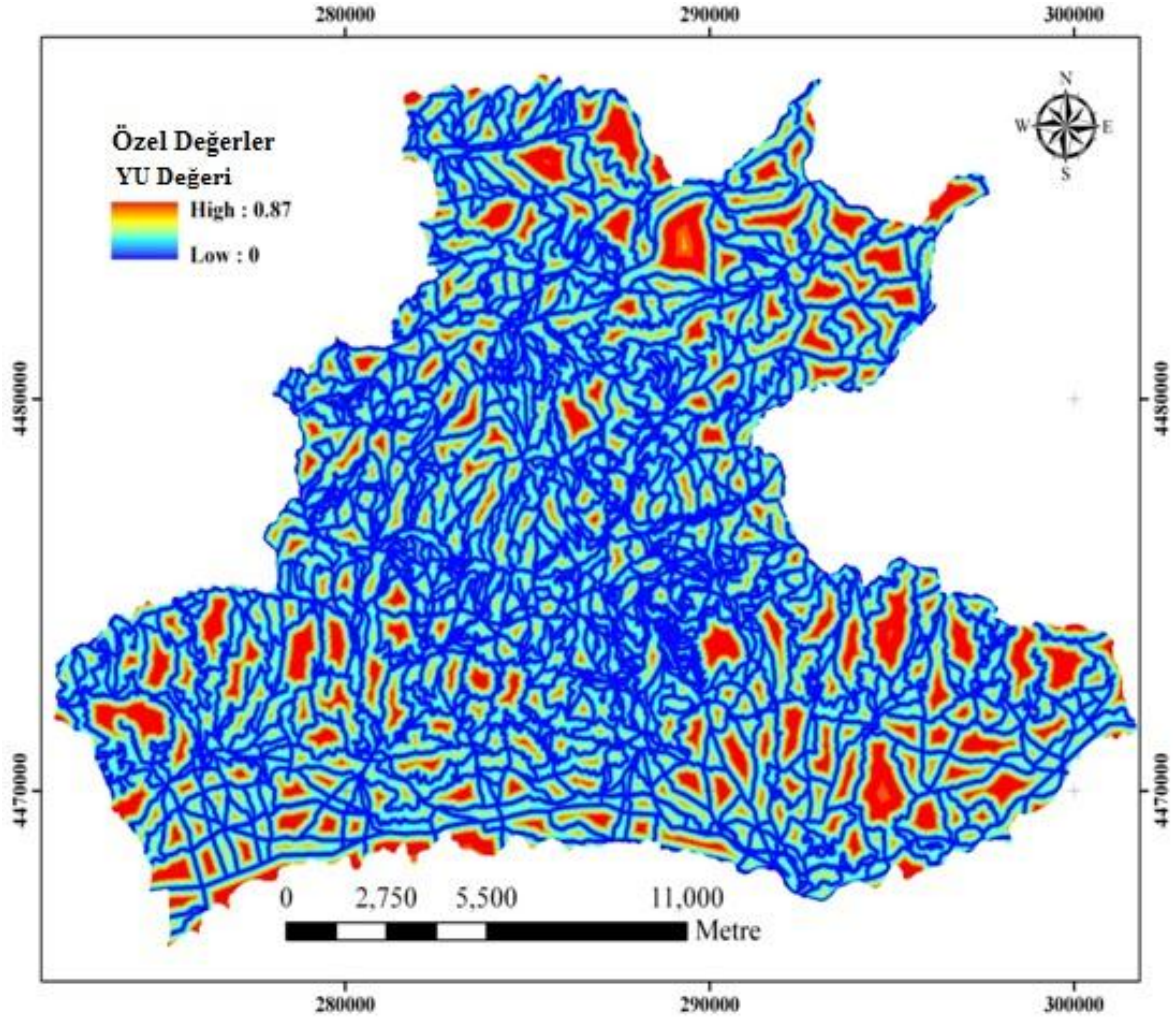 280000 290000 300000
N
W E
S
Özel Değerler
YU Değeri
High : 0.87
Low : 0
4480000 4480000
4470000 4470000
0 2,750 5,500 11,000
Metre
280000 290000 300000